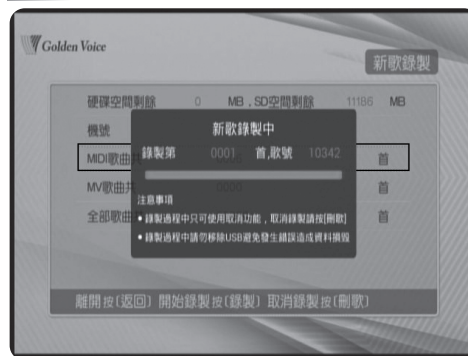 Golden Voice
新歌錄製
硬碟空間剩餘 0 MB，SD空間剩餘 11186 MB
機號
新歌錄製中
MIDI歌曲共 首
錄製第 0001 首,歌號 10342
MV歌曲共 首
全部歌曲 首
注意事項
• 錄製過程中只可使用取消功能，取消錄製請按[刪歌]
• 錄製過程中請勿移除USB避免發生錯誤造成資料損毀
離開按(返回) 開始錄製按(錄製) 取消錄製按(刪歌)